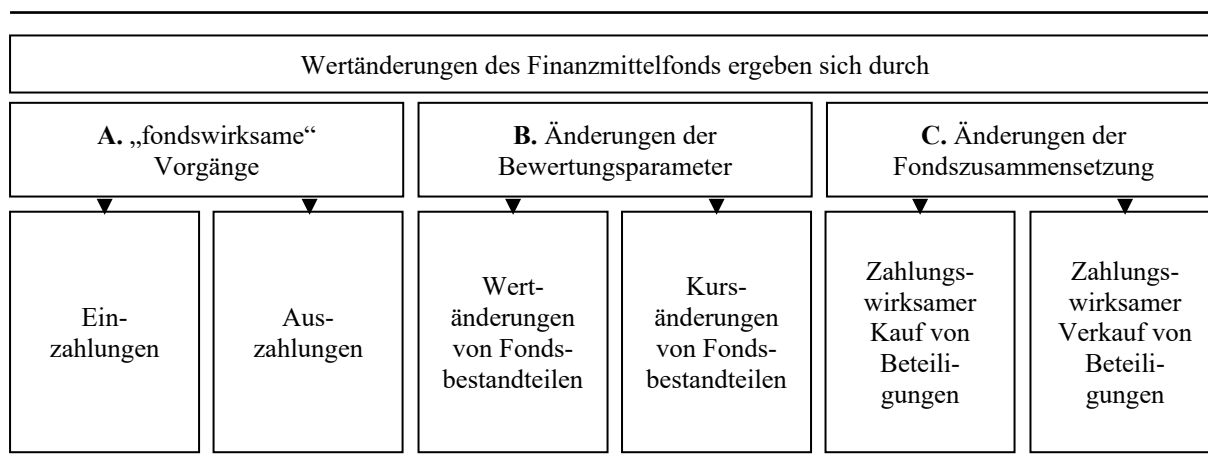 Wertänderungen des Finanzmittelfonds ergeben sich durch
A. „fondswirksame“
Vorgänge
B. Änderungen der
Bewertungsparameter
C. Änderungen der
Fondszusammensetzung
Ein-
zahlungen
Aus-
zahlungen
Wert-
änderungen
von Fonds-
bestandteilen
Kurs-
änderungen
von Fonds-
bestandteilen
Zahlungs-
wirksamer
Kauf von
Beteili-
gungen
Zahlungs-
wirksamer
Verkauf von
Beteili-
gungen